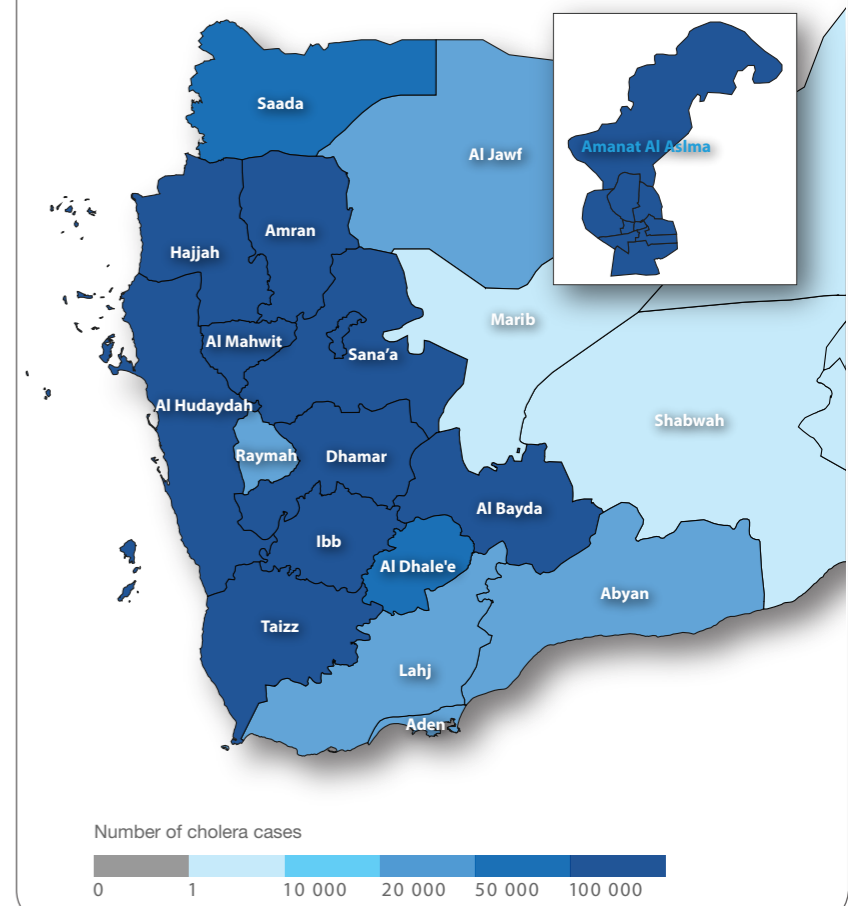 Saada
Al Jawf
Amanat Al Aslma
Amran
Hajjah
Marib
Al Mahwit
Sana’a
Al Hudaydah
Shabwah
Raymah
Dhamar
Al Bayda
Ibb
Al Dhale'e
Abyan
Taizz
Lahj
Aden
Number of cholera cases
0 1 10 000 20 000 50 000 100 000